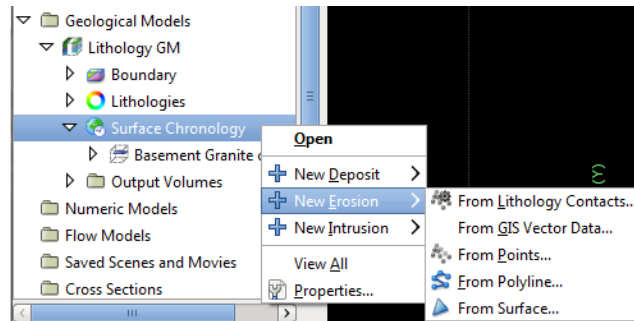 Geological Models
Lithology GM
Boundary
Lithologies
Surface Chronology
Basement Granite
Output Volumes
Numeric Models
Flow Models
Saved Scenes and Movies
Cross Sections
Open
New Deposit
New Erosion
New Intrusion
View All
Properties...
From Lithology Contacts...
From GIS Vector Data...
From Points...
From Polyline...
From Surface...